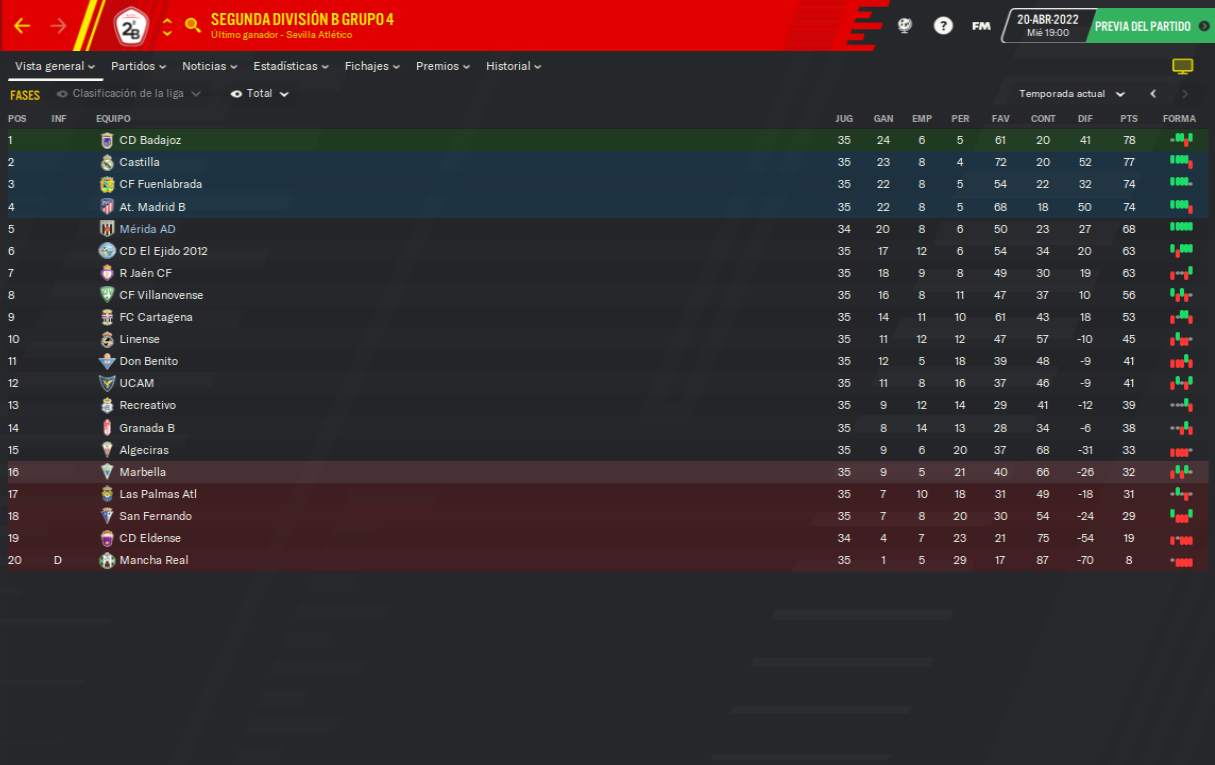 SEGUNDA DIVISIÓN B GRUPO 4
Último ganador - Sevilla Atlético
2ªB
?
FM
20-ABR-2022
Mié 19:00
PREVIA DEL PARTIDO
Vista general Partidos Noticias Estadísticas Fichajes Premios Historial
FASES Clasificación de la liga Total Temporada actual
POS INF EQUIPO JUG GAN EMP PER FAV CONT DIF PTS FORMA
1 CD Badajoz 35 24 6 5 61 20 41 78
2 Castilla 35 23 8 4 72 20 52 77
3 CF Fuenlabrada 35 22 8 5 54 22 32 74
4 At. Madrid B 35 22 8 5 68 18 50 74
5 Mérida AD 34 20 8 6 50 23 27 68
6 CD El Ejido 2012 35 17 12 6 54 34 20 63
7 R Jaén CF 35 18 9 8 49 30 19 63
8 CF Villanovense 35 16 8 11 47 37 10 56
9 FC Cartagena 35 14 11 10 61 43 18 53
10 Linense 35 11 12 12 47 57 -10 45
11 Don Benito 35 12 5 18 39 48 -9 41
12 UCAM 35 11 8 16 37 46 -9 41
13 Recreativo 35 9 12 14 29 41 -12 39
14 Granada B 35 8 14 13 28 34 -6 38
15 Algeciras 35 9 6 20 37 68 -31 33
16 Marbella 35 9 5 21 40 66 -26 32
17 Las Palmas Atl 35 7 10 18 31 49 -18 31
18 San Fernando 35 7 8 20 30 54 -24 29
19 CD Eldense 34 4 7 23 21 75 -54 19
20 D Mancha Real 35 1 5 29 17 87 -70 8